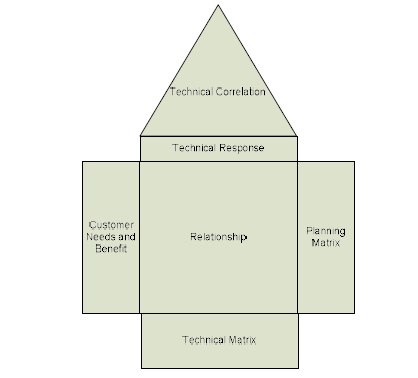 Technical Correlation
Technical Response
Customer
Needs and
Benefit
Relationship
Planning
Matrix
Technical Matrix